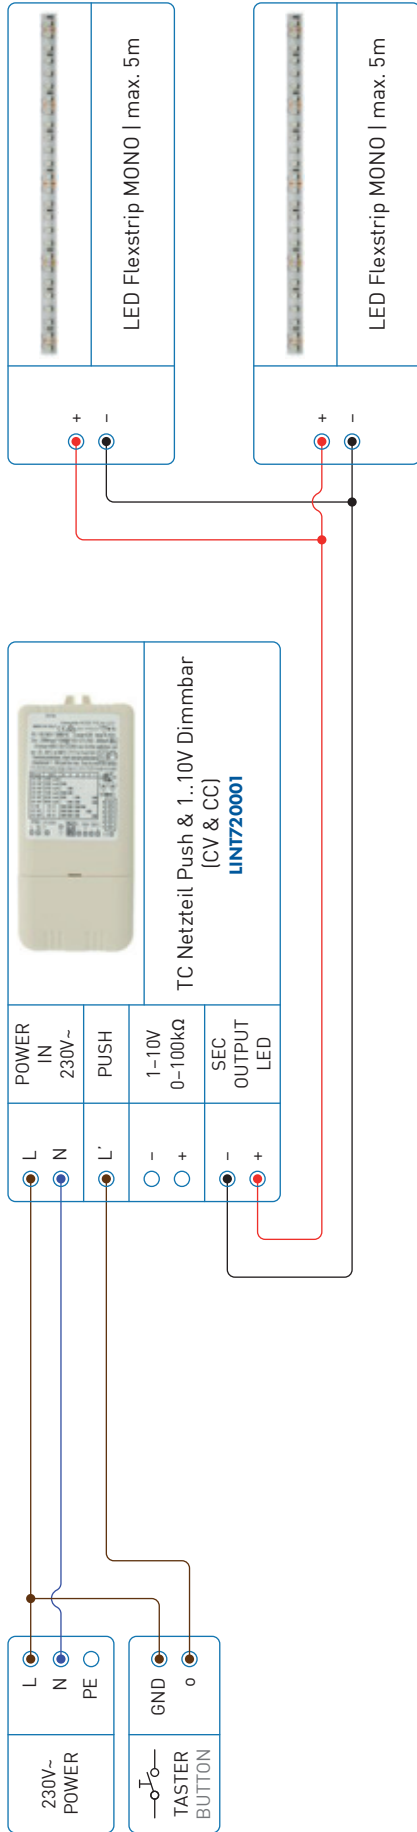 230V~
POWER
L
N
PE
TASTER
BUTTON
GND
o
L
N
L'
-
+
-
+
POWER
IN
230V~
PUSH
1-10V
0-100kΩ
SEC
OUTPUT
LED
TC Netzteil Push & 1..10V Dimmbar
(CV & CC)
LINT720001
+
-
LED Flexstrip MONO | max. 5m
+
-
LED Flexstrip MONO | max. 5m